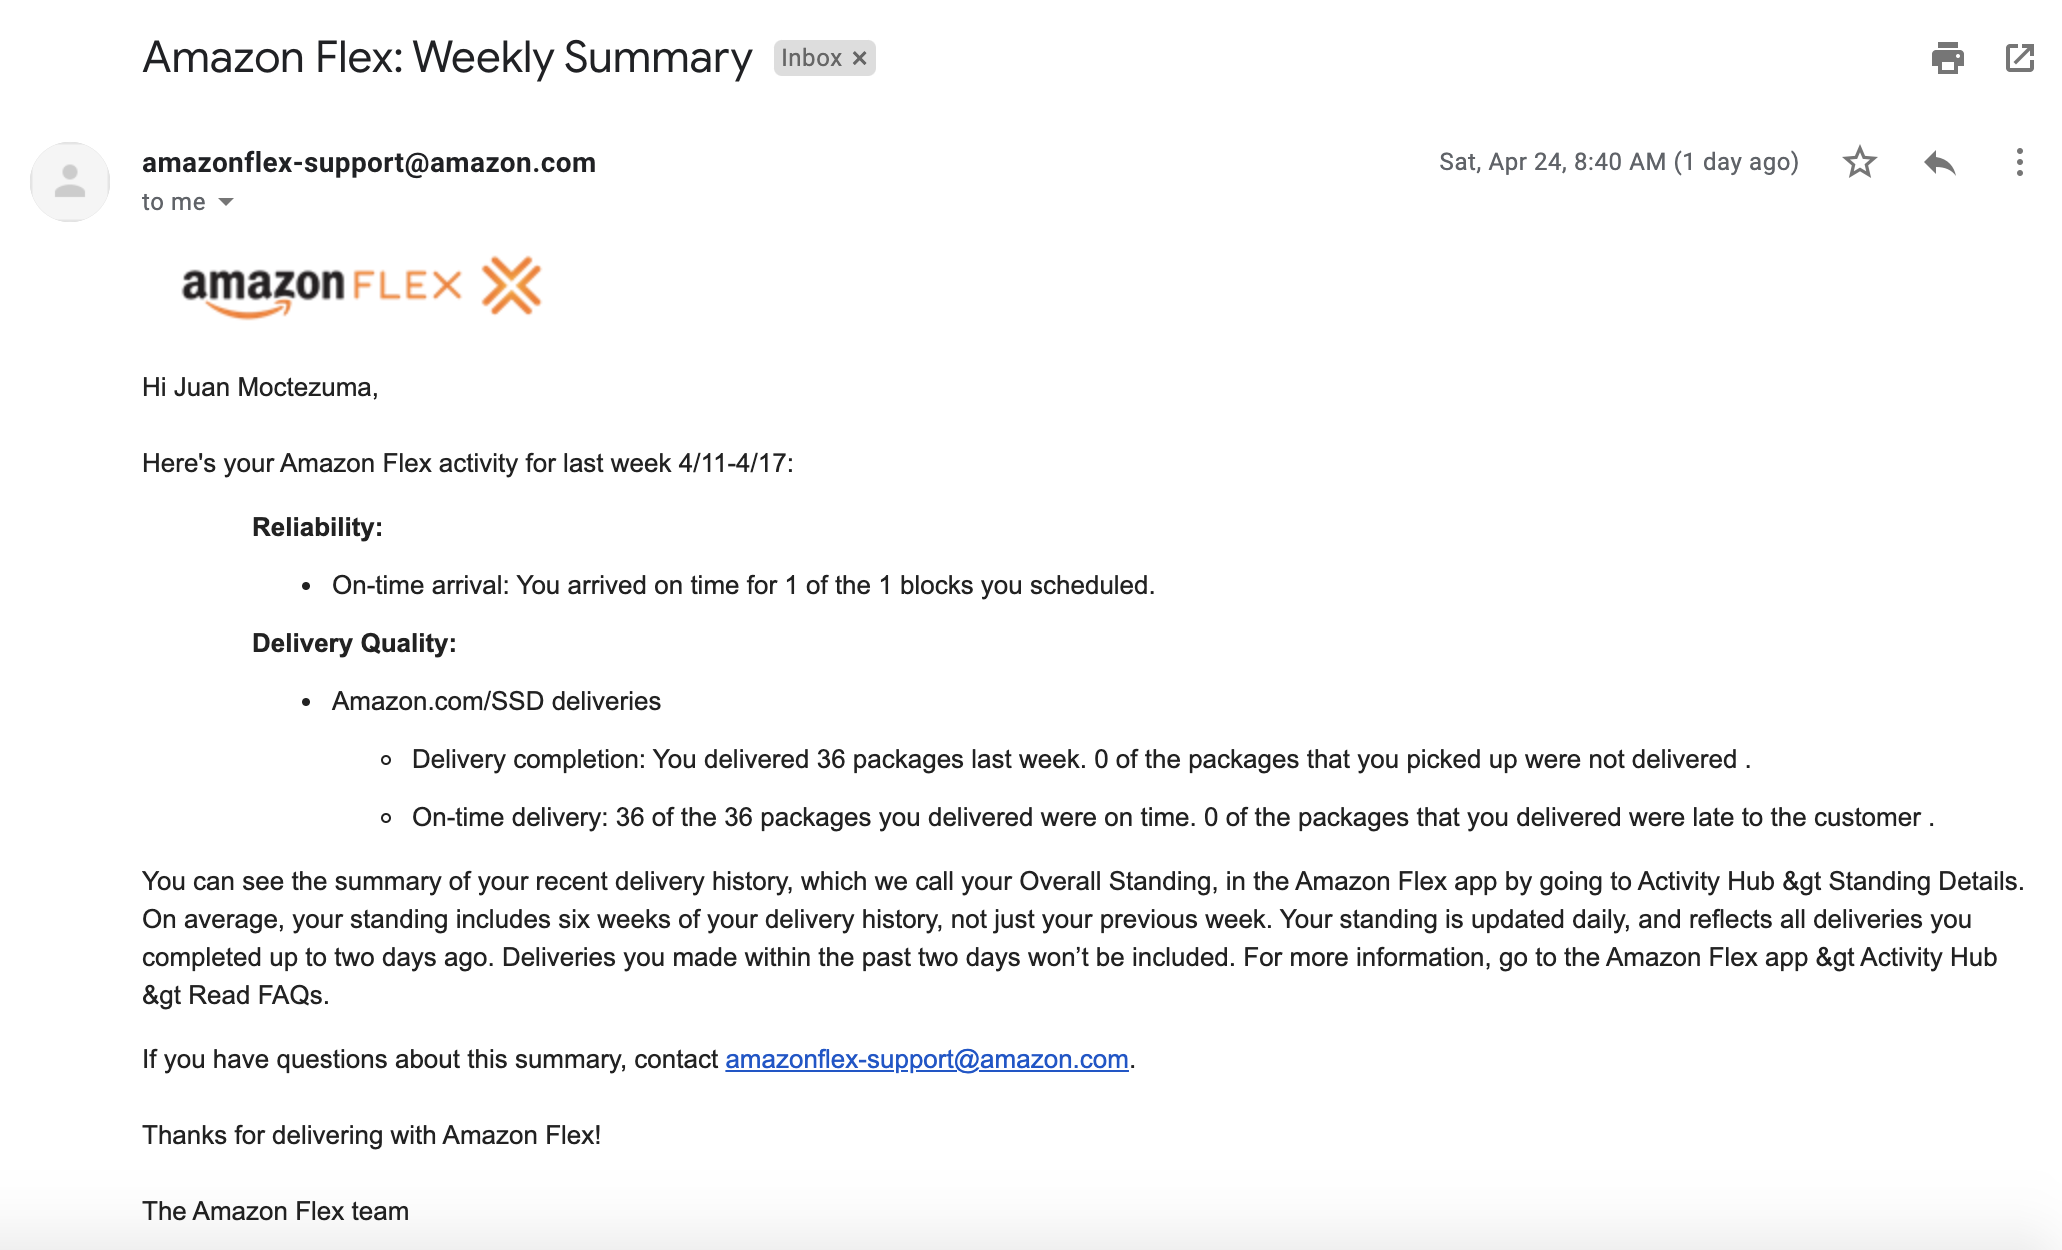 Amazon Flex: Weekly Summary Inbox ×
amazonflex-support@amazon.com Sat, Apr 24, 8:40 AM (1 day ago)
to me
amazon FLEX
Hi Juan Moctezuma,
Here's your Amazon Flex activity for last week 4/11-4/17:
Reliability:
• On-time arrival: You arrived on time for 1 of the 1 blocks you scheduled.
Delivery Quality:
• Amazon.com/SSD deliveries
◦ Delivery completion: You delivered 36 packages last week. 0 of the packages that you picked up were not delivered .
◦ On-time delivery: 36 of the 36 packages you delivered were on time. 0 of the packages that you delivered were late to the customer .
You can see the summary of your recent delivery history, which we call your Overall Standing, in the Amazon Flex app by going to Activity Hub &gt Standing Details.
On average, your standing includes six weeks of your delivery history, not just your previous week. Your standing is updated daily, and reflects all deliveries you
completed up to two days ago. Deliveries you made within the past two days won’t be included. For more information, go to the Amazon Flex app &gt Activity Hub
&gt Read FAQs.
If you have questions about this summary, contact amazonflex-support@amazon.com.
Thanks for delivering with Amazon Flex!
The Amazon Flex team